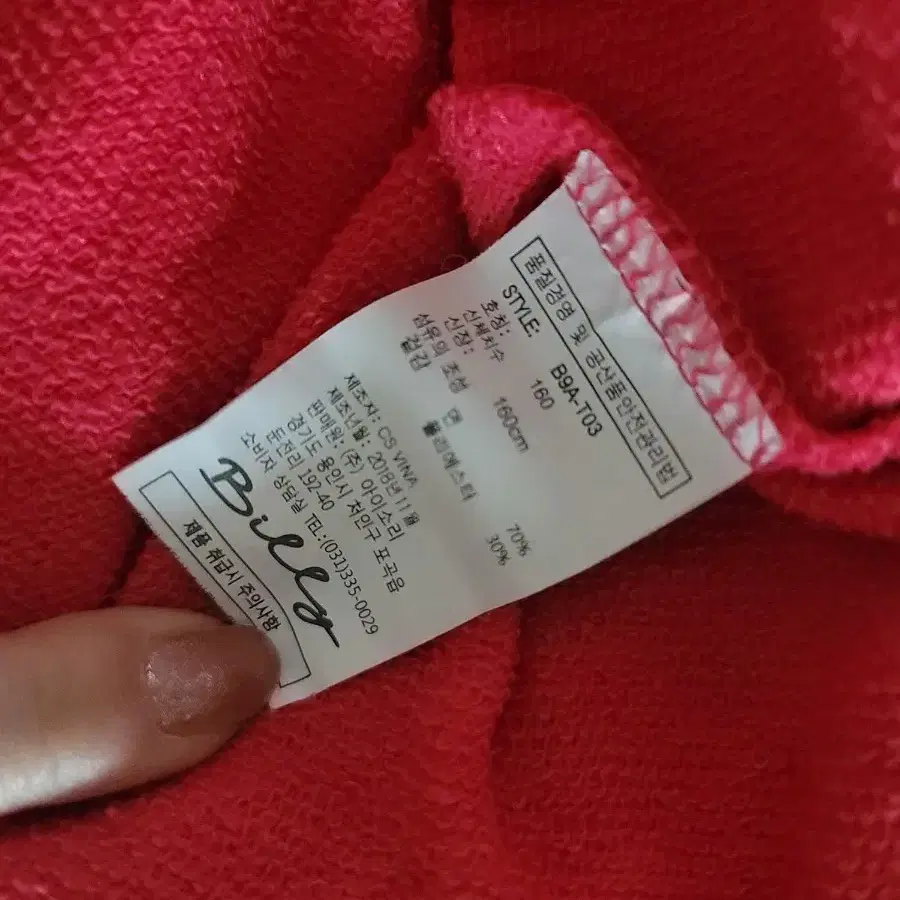 품질경영 및 공산품안전관리법
STYLE: B9A-T03
호칭: 160
신체치수
신장: 160cm
섬유의 조성
겉감 면 70%
폴리에스터 30%
제조자: CS VINA
제조년월: 2018년 11월
판매원: (주) 아이소리
경기도 용인시 처인구 포곡읍
둔전리 192-40
소비자 상담실 TEL:(031)335-0029
Billy
제품 취급시 주의사항